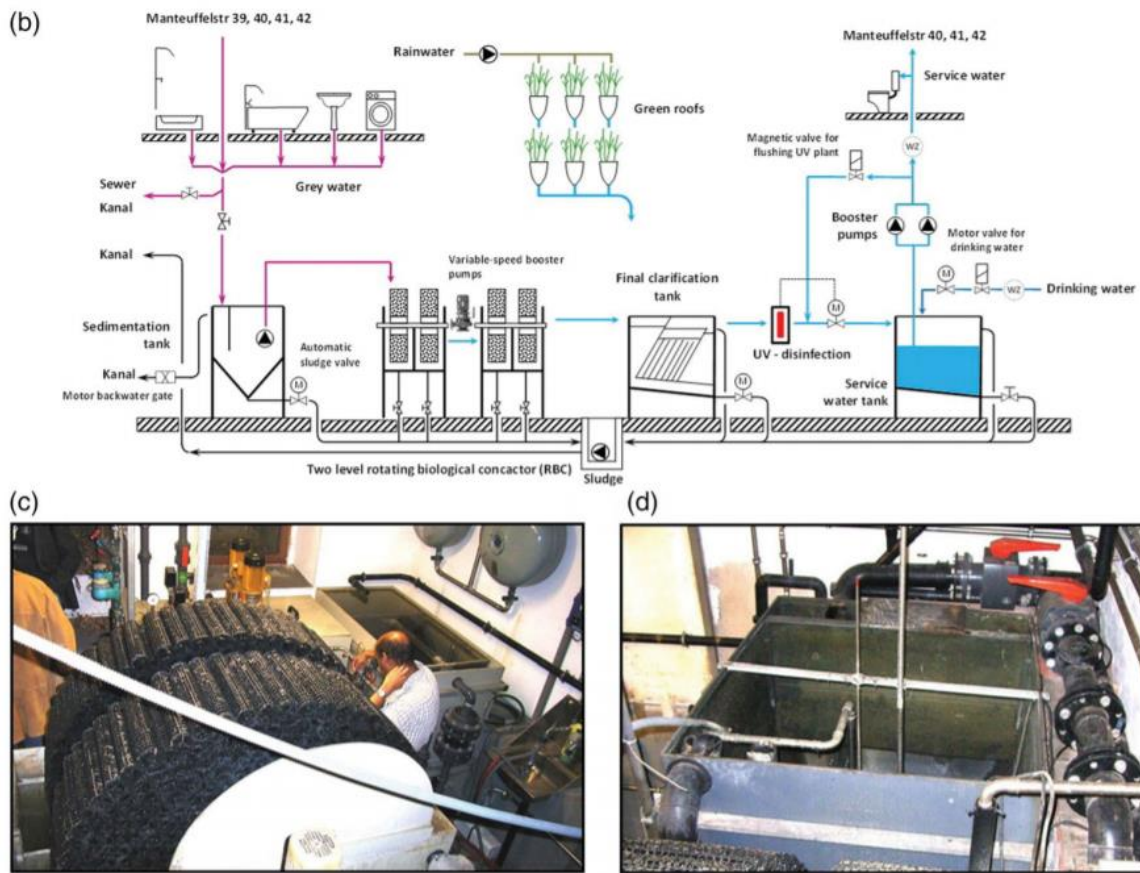 (b)
Manteuffelstr 39, 40, 41, 42
Rainwater
Green roofs
Manteuffelstr 40, 41, 42
Service water
Magnetic valve for
flushing UV plant
WZ
Grey water
Sewer
Kanal
Booster
pumps
Motor valve for
drinking water
Kanal
Variable-speed booster
pumps
Final clarification
tank
M
WZ
Drinking water
Sedimentation
tank
M
Automatic
sludge valve
UV - disinfection
Kanal
Motor backwater gate
M
M
Service
water tank
Two level rotating biological concactor (RBC)
Sludge
(c)
(d)